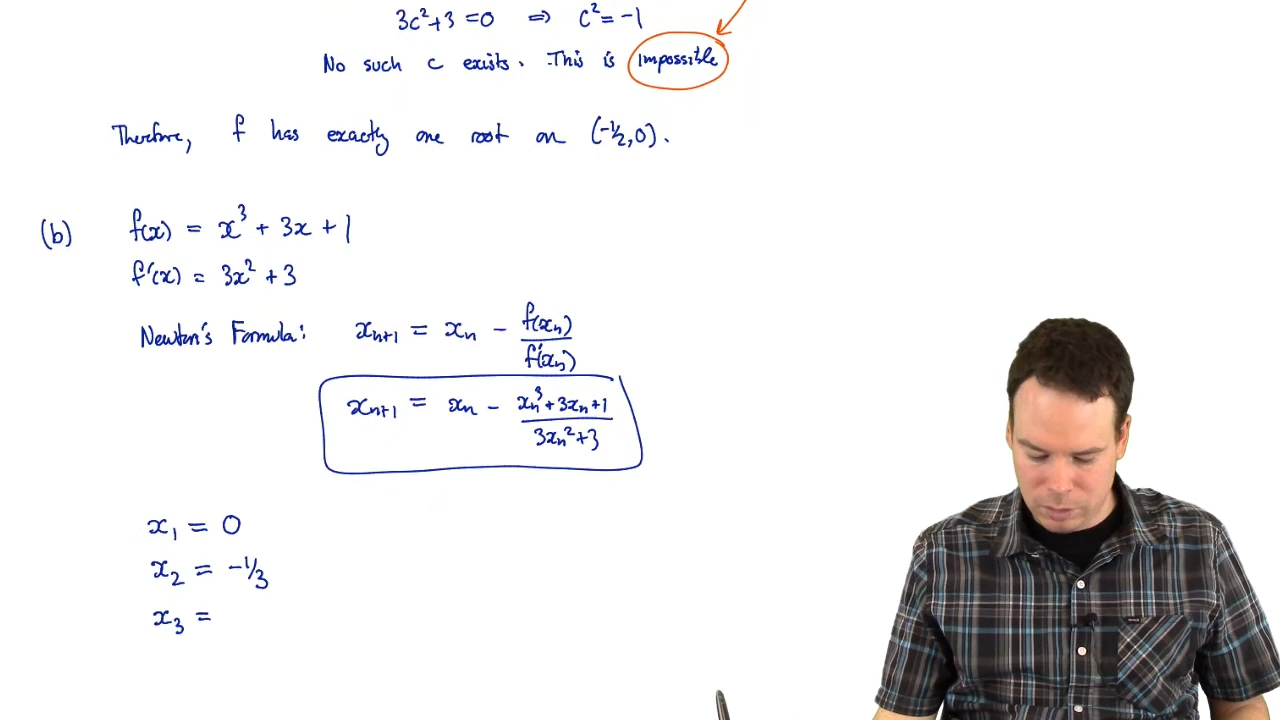 3c²+3 = 0 ⇒ c² = -1
No such c exists. This is impossible
Therefore, f has exactly one root on (-1/2, 0).
(b) f(x) = x³ + 3x + 1
f'(x) = 3x² + 3
Newton's Formula: xₙ₊₁ = xₙ - f(xₙ)/f'(xₙ)
xₙ₊₁ = xₙ - (xₙ³+3xₙ+1)/(3xₙ²+3)
x₁ = 0
x₂ = -1/3
x₃ =